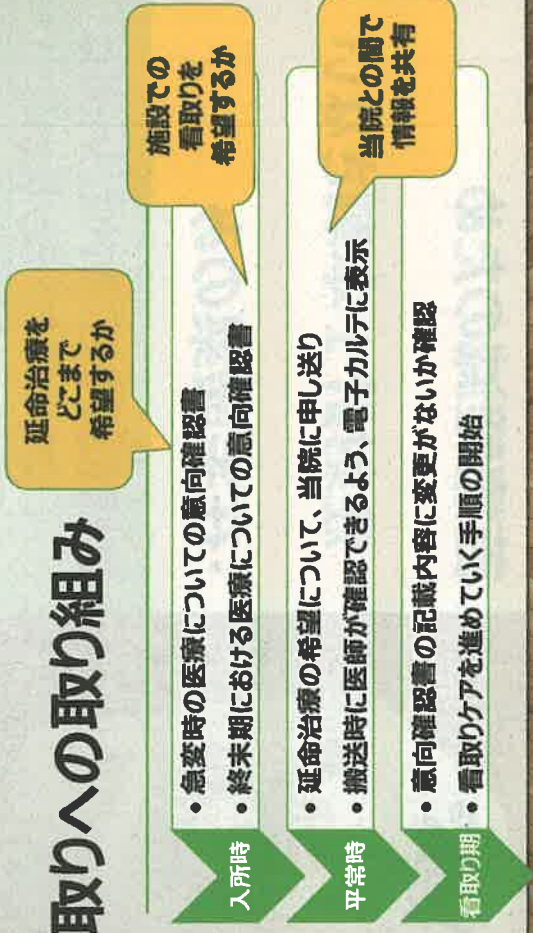 取りへの取り組み
延命治療を
どこまで
希望するか
施設での
看取りを
希望するか
入所時
• 急変時の医療についての意向確認書
• 終末期における医療についての意向確認書
当院との間で
情報を共有
平常時
• 延命治療の希望について、当院に申し送り
• 搬送時に医師が確認できるよう、電子カルテに表示
看取り期
• 意向確認書の記載内容に変更がないか確認
• 看取りケアを進めていく手順の開始